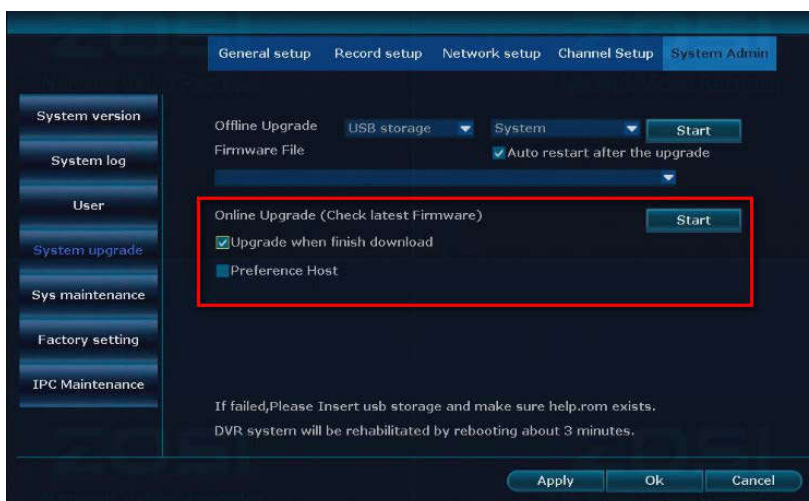 General setup Record setup Network setup Channel Setup System Admin
System version
System log
User
System upgrade
Sys maintenance
Factory setting
IPC Maintenance
Offline Upgrade USB storage System Start
Firmware File Auto restart after the upgrade
Online Upgrade (Check latest Firmware) Start
Upgrade when finish download
Preference Host
If failed,Please Insert usb storage and make sure help.rom exists.
DVR system will be rehabilitated by rebooting about 3 minutes.
Apply Ok Cancel